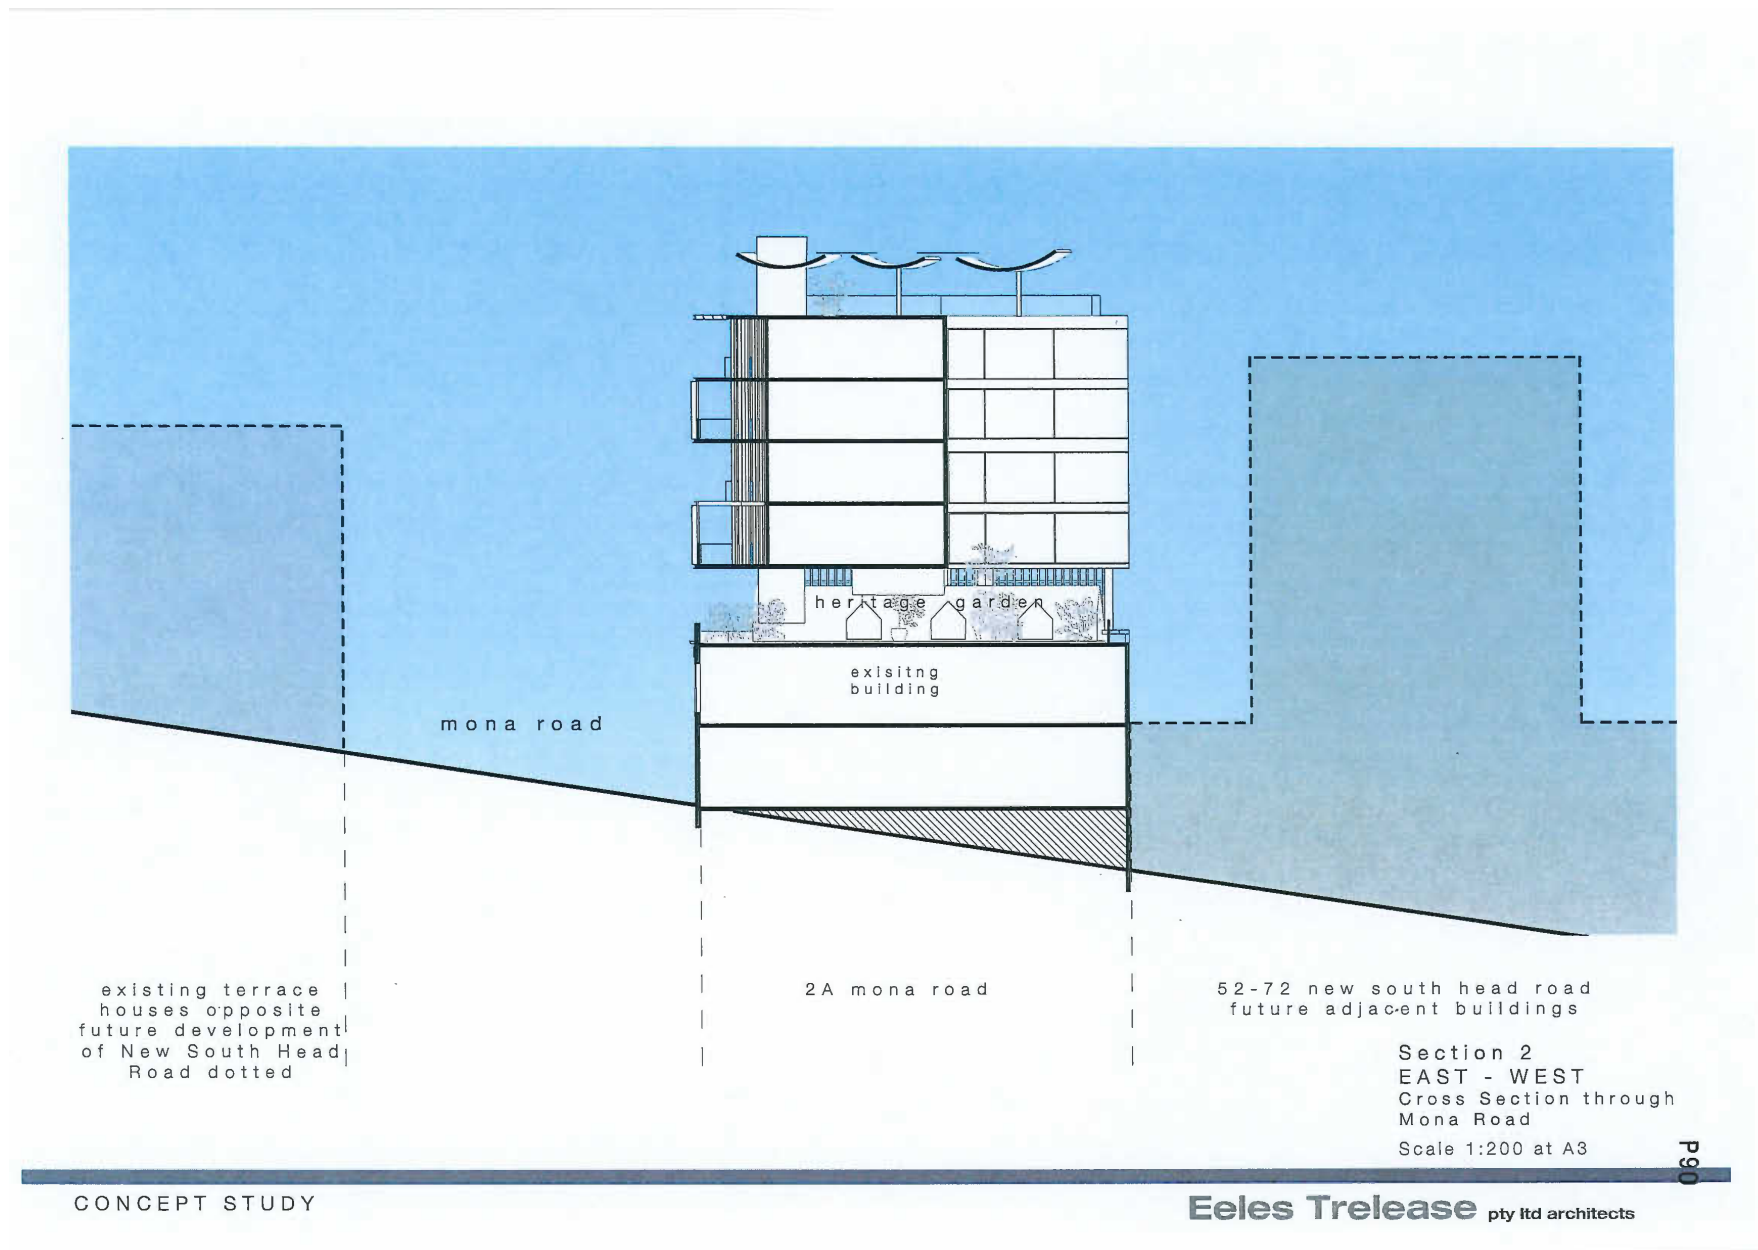 heritage garden
exisitng
building
mona road
existing terrace
houses opposite
future development
of New South Head
Road dotted
2A mona road
52-72 new south head road
future adjacent buildings
Section 2
EAST - WEST
Cross Section through
Mona Road
Scale 1:200 at A3
P90
CONCEPT STUDY
Eeles Trelease pty ltd architects